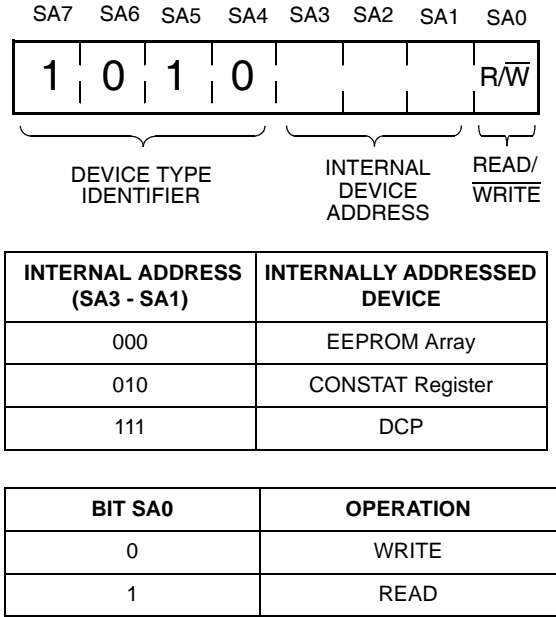 SA7 SA6 SA5 SA4 SA3 SA2 SA1 SA0
1 0 1 0 R/W̅
DEVICE TYPE
IDENTIFIER
INTERNAL
DEVICE
ADDRESS
READ/
W̅R̅I̅T̅E̅
INTERNAL ADDRESS
(SA3 - SA1)
INTERNALLY ADDRESSED
DEVICE
000 EEPROM Array
010 CONSTAT Register
111 DCP
BIT SA0 OPERATION
0 WRITE
1 READ